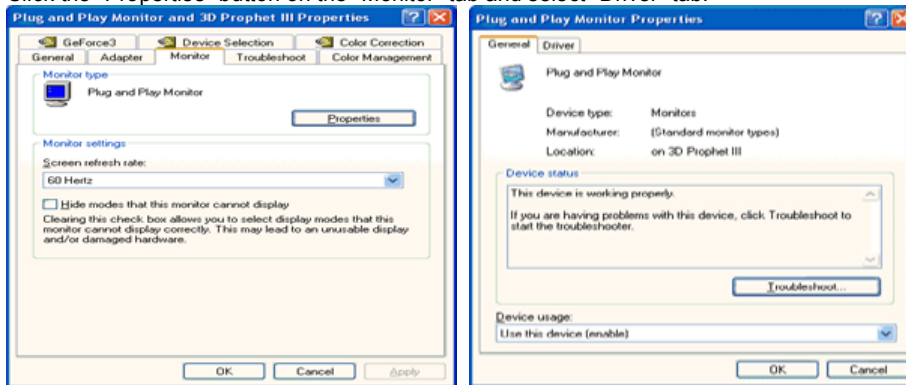 Click the "Properties" button on the "Monitor" tab and select "Driver" tab.
Plug and Play Monitor and 3D Prophet III Properties
GeForce3 Device Selection Color Correction
General Adapter Monitor Troubleshoot Color Management
Monitor type
Plug and Play Monitor
Properties
Monitor settings
Screen refresh rate:
60 Hertz
Hide modes that this monitor cannot display
Clearing this check box allows you to select display modes that this
monitor cannot display correctly. This may lead to an unusable display
and/or damaged hardware.
OK Cancel Apply
Plug and Play Monitor Properties
General Driver
Plug and Play Monitor
Device type: Monitors
Manufacturer: (Standard monitor types)
Location: on 3D Prophet III
Device status
This device is working properly.
If you are having problems with this device, click Troubleshoot to
start the troubleshooter.
Troubleshoot...
Device usage:
Use this device (enable)
OK Cancel